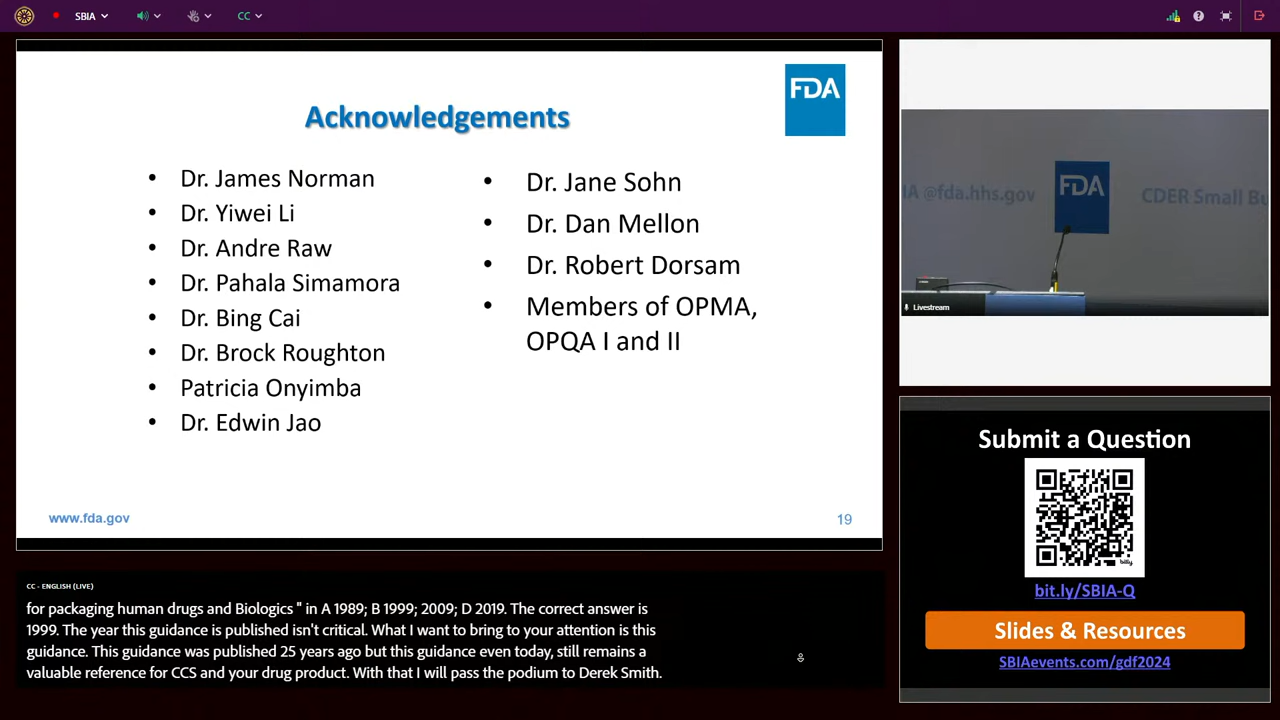 SBIA
CC
Acknowledgements
FDA
• Dr. James Norman
• Dr. Yiwei Li
• Dr. Andre Raw
• Dr. Pahala Simamora
• Dr. Bing Cai
• Dr. Brock Roughton
• Patricia Onyimba
• Dr. Edwin Jao
• Dr. Jane Sohn
• Dr. Dan Mellon
• Dr. Robert Dorsam
• Members of OPMA,
OPQA I and II
www.fda.gov
19
IA @fda.hhs.gov
FDA
CDER Small Bu
Livestream
Submit a Question
bitly
bit.ly/SBIA-Q
Slides & Resources
SBIAevents.com/gdf2024
CC - ENGLISH (LIVE)
for packaging human drugs and Biologics " in A 1989; B 1999; 2009; D 2019. The correct answer is
1999. The year this guidance is published isn't critical. What I want to bring to your attention is this
guidance. This guidance was published 25 years ago but this guidance even today, still remains a
valuable reference for CCS and your drug product. With that I will pass the podium to Derek Smith.